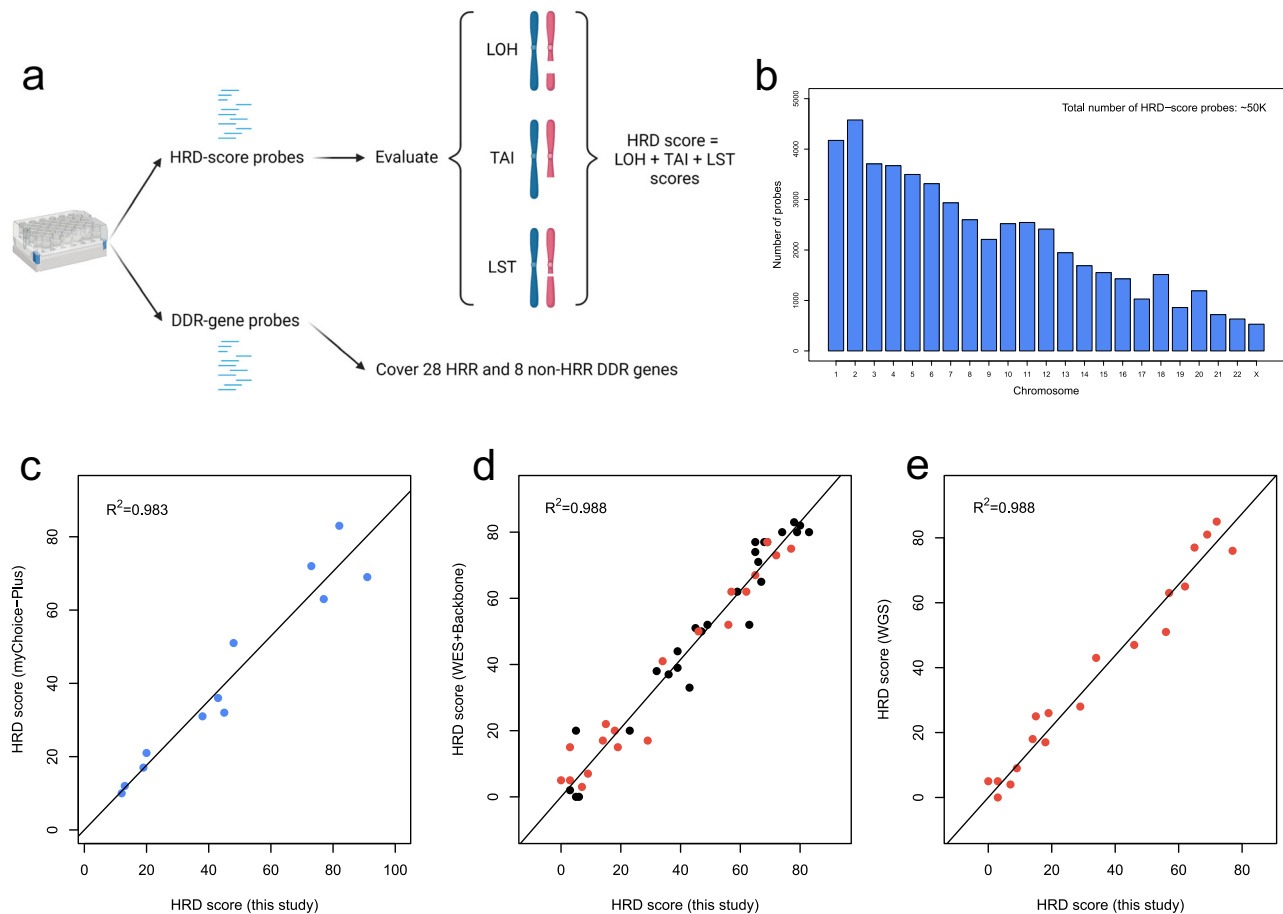 a
HRD-score probes
Evaluate
LOH
TAI
LST
HRD score =
LOH + TAI + LST
scores
DDR-gene probes
Cover 28 HRR and 8 non-HRR DDR genes
b
Total number of HRD−score probes: ~50K
Number of probes
5000
4000
3000
2000
1000
0
1 2 3 4 5 6 7 8 9 10 11 12 13 14 15 16 17 18 19 20 21 22 X
Chromosome
c
R²=0.983
HRD score (myChoice−Plus)
80
60
40
20
0
0 20 40 60 80 100
HRD score (this study)
d
R²=0.988
HRD score (WES+Backbone)
80
60
40
20
0
0 20 40 60 80
HRD score (this study)
e
R²=0.988
HRD score (WGS)
80
60
40
20
0
0 20 40 60 80
HRD score (this study)